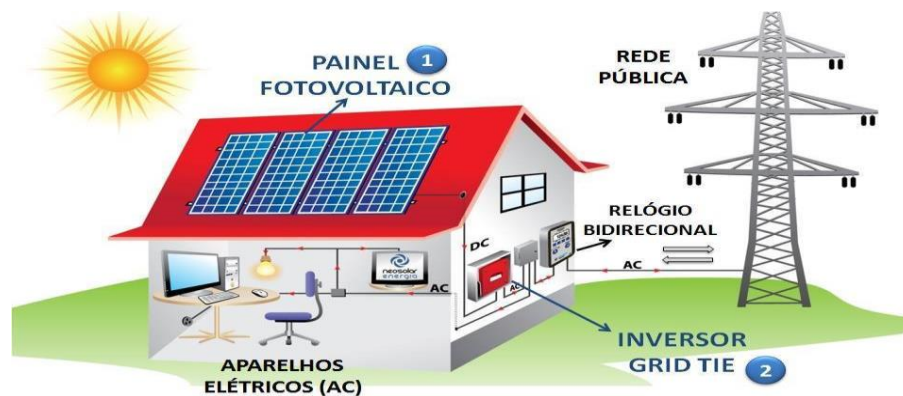 PAINEL 1
FOTOVOLTAICO
REDE
PÚBLICA
RELÓGIO
BIDIRECIONAL
DC
AC
AC
AC
neosolar
energia
INVERSOR
GRID TIE 2
APARELHOS
ELÉTRICOS (AC)